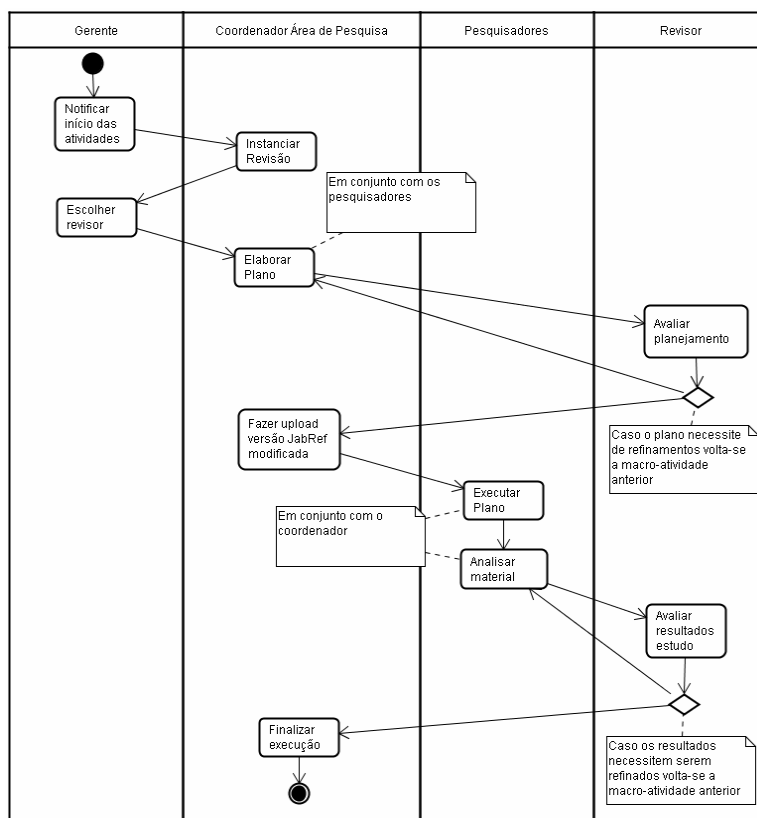 Gerente
Coordenador Área de Pesquisa
Pesquisadores
Revisor
Notificar
início das
atividades
Instanciar
Revisão
Em conjunto com os
pesquisadores
Escolher
revisor
Elaborar
Plano
Avaliar
planejamento
Fazer upload
versão JabRef
modificada
Caso o plano necessite
de refinamentos volta-se
a macro-atividade
anterior
Executar
Plano
Em conjunto com o
coordenador
Analisar
material
Avaliar
resultados
estudo
Finalizar
execução
Caso os resultados
necessitem serem
refinados volta-se a
macro-atividade anterior